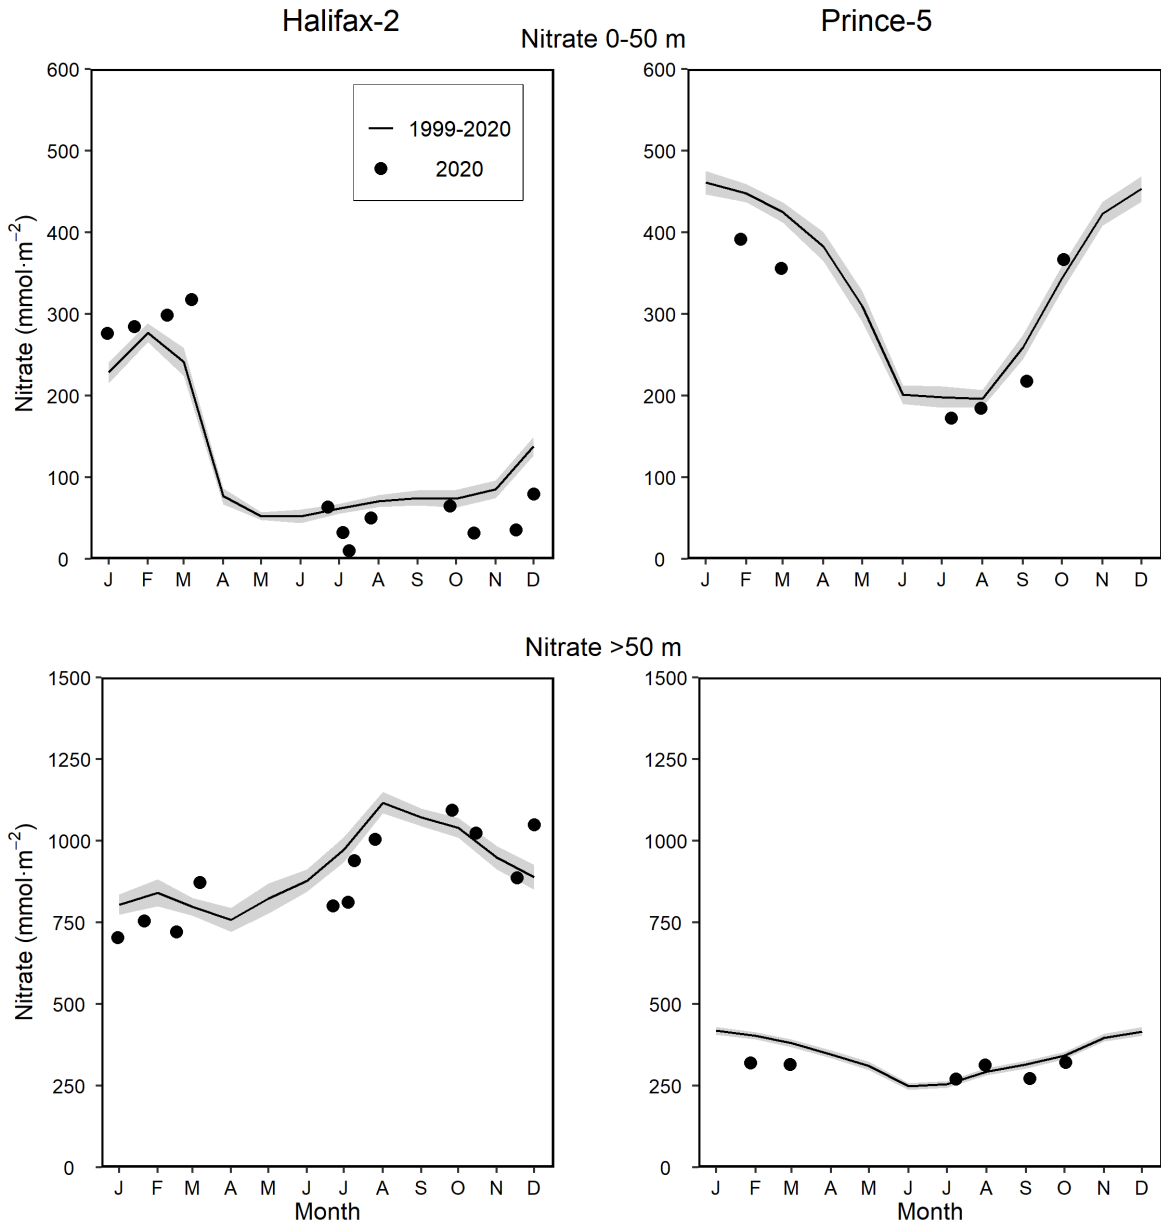 Halifax-2
Prince-5
Nitrate 0-50 m
600
500
400
300
200
100
0
Nitrate (mmol·m⁻²)
1999-2020
2020
J F M A M J J A S O N D
600
500
400
300
200
100
0
J F M A M J J A S O N D
Nitrate >50 m
1500
1250
1000
750
500
250
0
Nitrate (mmol·m⁻²)
J F M A M J J A S O N D
Month
1500
1250
1000
750
500
250
0
J F M A M J J A S O N D
Month